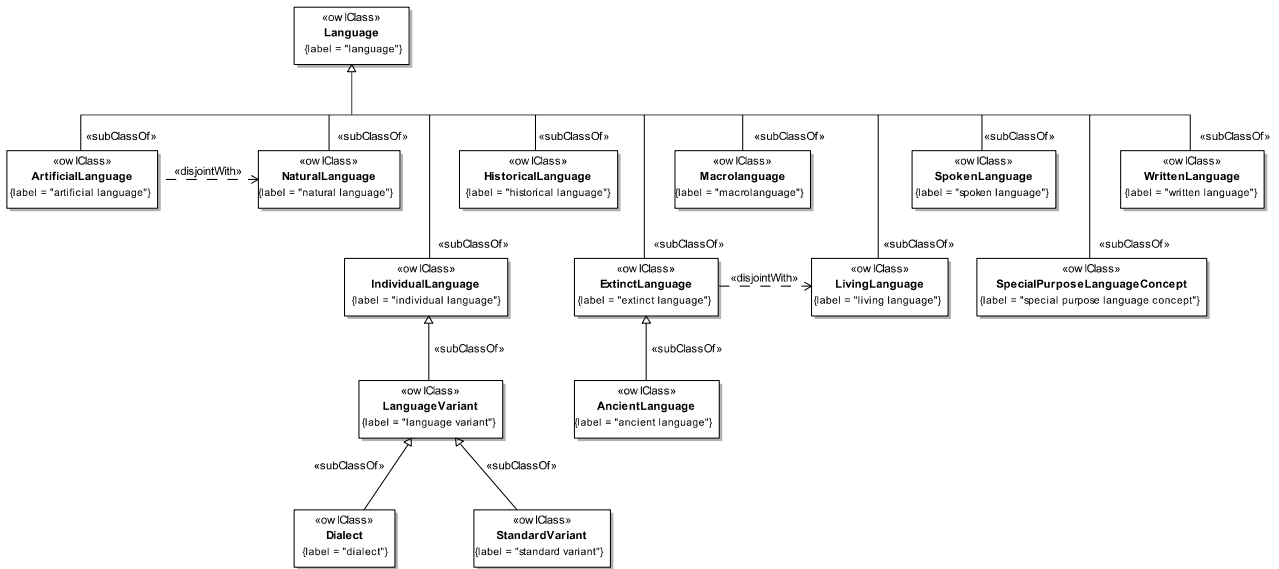 «owlClass»
Language
{label = "language"}
«subClassOf» «subClassOf» «subClassOf» «subClassOf» «subClassOf» «subClassOf»
«owlClass»
ArtificialLanguage
{label = "artificial language"}
«disjointWith»
«owlClass»
NaturalLanguage
{label = "natural language"}
«owlClass»
HistoricalLanguage
{label = "historical language"}
«owlClass»
Macrolanguage
{label = "macrolanguage"}
«owlClass»
SpokenLanguage
{label = "spoken language"}
«owlClass»
WrittenLanguage
{label = "written language"}
«subClassOf» «subClassOf» «subClassOf» «subClassOf»
«owlClass»
IndividualLanguage
{label = "individual language"}
«owlClass»
ExtinctLanguage
{label = "extinct language"}
«disjointWith»
«owlClass»
LivingLanguage
{label = "living language"}
«owlClass»
SpecialPurposeLanguageConcept
{label = "special purpose language concept"}
«subClassOf» «subClassOf»
«owlClass»
LanguageVariant
{label = "language variant"}
«owlClass»
AncientLanguage
{label = "ancient language"}
«subClassOf» «subClassOf»
«owlClass»
Dialect
{label = "dialect"}
«owlClass»
StandardVariant
{label = "standard variant"}